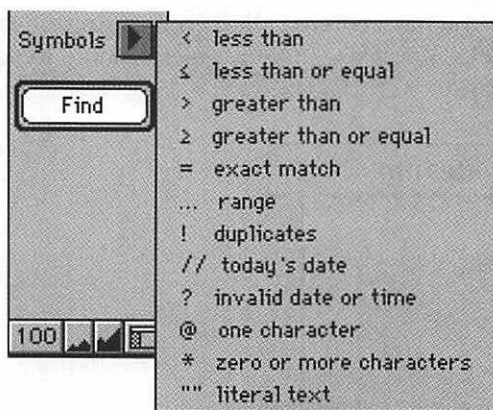 Symbols
Find
100
< less than
≤ less than or equal
> greater than
≥ greater than or equal
= exact match
... range
! duplicates
// today's date
? invalid date or time
@ one character
* zero or more characters
"" literal text